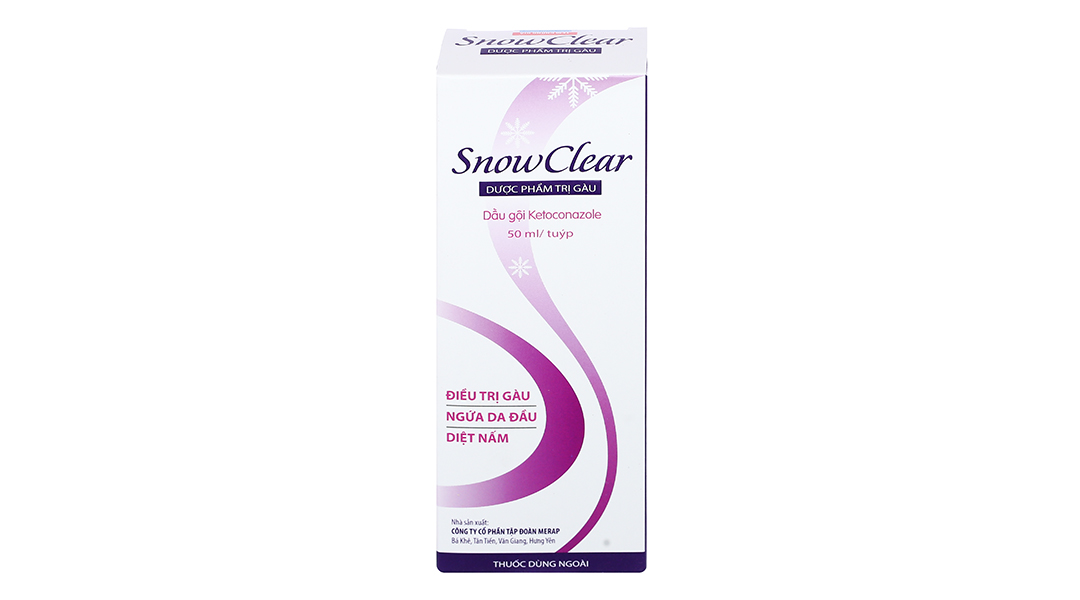 SnowClear
DƯỢC PHẨM TRỊ GÀU
SnowClear
DƯỢC PHẨM TRỊ GÀU
Dầu gội Ketoconazole
50 ml/ tuýp
ĐIỀU TRỊ GÀU
NGỨA DA ĐẦU
DIỆT NẤM
Nhà sản xuất:
CÔNG TY CỔ PHẦN TẬP ĐOÀN MERAP
Bá Khê, Tân Tiến, Văn Giang, Hưng Yên
THUỐC DÙNG NGOÀI